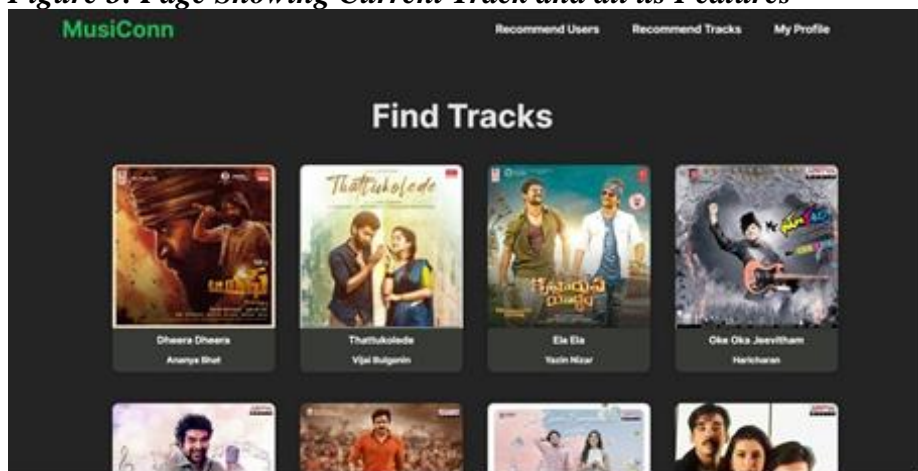 Figure 3: Page Showing Current Track and all its Features
MusiConn
Recommend Users
Recommend Tracks
My Profile
Find Tracks
Thattukolede
Dheera Dheera
Ananya Bhat
Thattukolede
Vijai Bulganin
Ela Ela
Yazin Nizar
Oke Oka Jeevitham
Haricharan